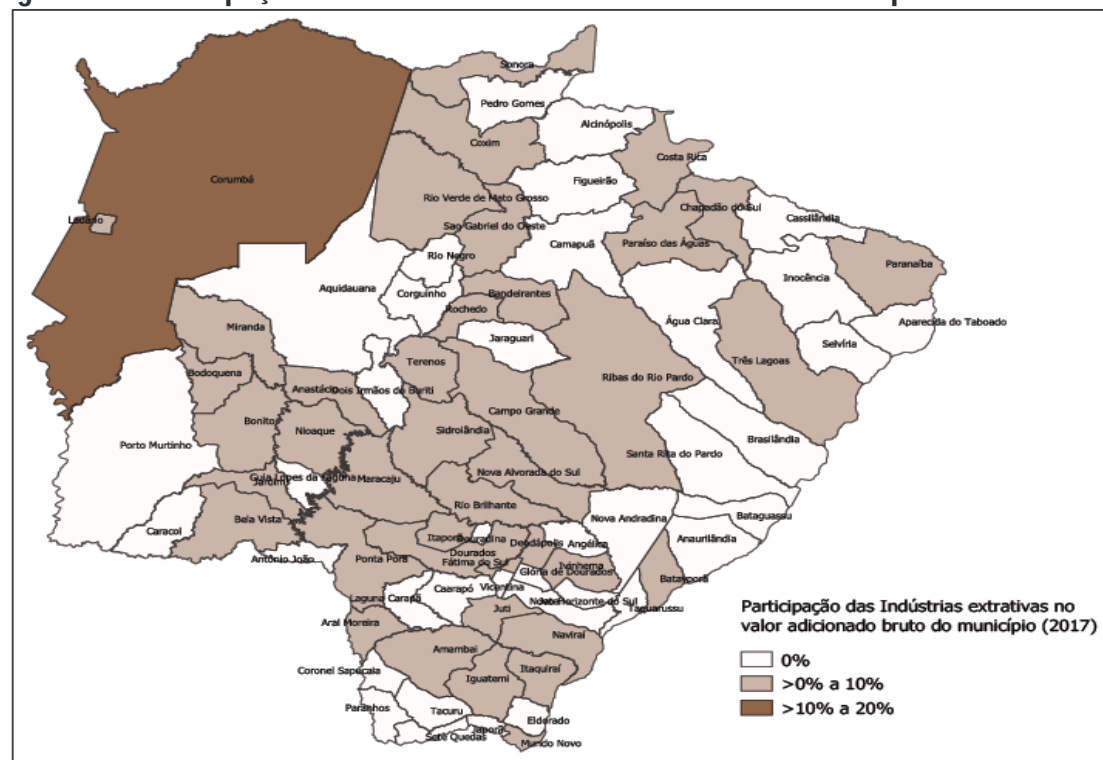 Sonora
Pedro Gomes
Alcinópolis
Coxim
Costa Rica
Corumbá
Figueirão
Rio Verde de Mato Grosso
Chapadão do Sul
Ladário
Cassilândia
Sao Gabriel do Oeste
Camapuã
Paraíso das Águas
Rio Negro
Paranaíba
Inocência
Aquidauana
Corguinho
Bandeirantes
Rochedo
Água Clara
Aparecida do Taboado
Miranda
Jaraguari
Selvíria
Terenos
Três Lagoas
Bodoquena
Ribas do Rio Pardo
Anastácio
Dois Irmãos do Buriti
Campo Grande
Bonito
Nioaque
Sidrolândia
Brasilândia
Porto Murtinho
Santa Rita do Pardo
Nova Alvorada do Sul
Guia Lopes da Laguna
Maracaju
Jardim
Rio Brilhante
Bataguassu
Bela Vista
Nova Andradina
Caracol
Itaporã
Douradina
Deodápolis
Angélica
Anaurilândia
Dourados
Antônio João
Ponta Porã
Fátima do Sul
Ivinhema
Glória de Dourados
Batayporã
Caarapó
Vicentina
Laguna Carapã
Novo Horizonte do Sul
Taquarussu
Juti
Aral Moreira
Naviraí
Amambai
Coronel Sapucaia
Itaquiraí
Iguatemi
Paranhos
Tacuru
Eldorado
Japorã
Sete Quedas
Mundo Novo
Participação das Indústrias extrativas no
valor adicionado bruto do município (2017)
0%
>0% a 10%
>10% a 20%